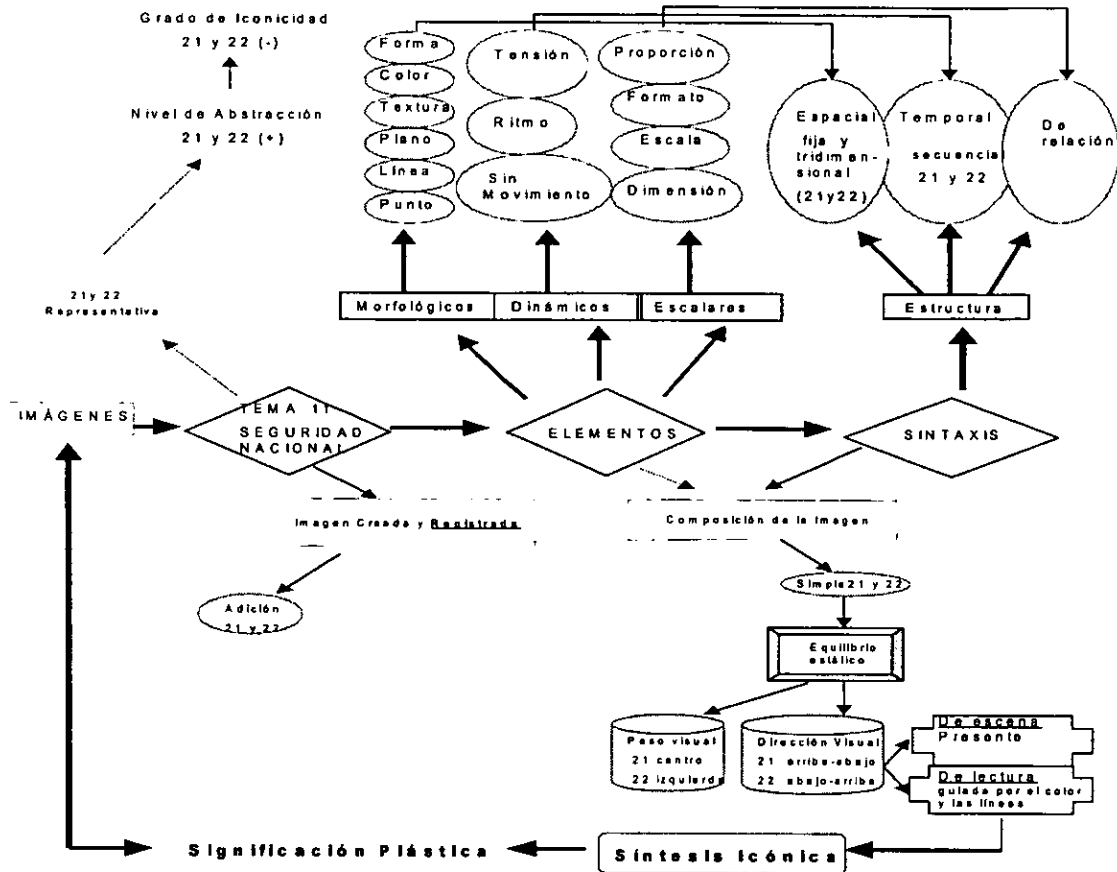 Grado de Iconicidad
21 y 22 (-)
Nivel de Abstracción
21 y 22 (+)
21y 22
Representativa
Forma
Color
Textura
Plano
Línea
Punto
Tensión
Ritmo
Sin
Movimiento
Proporción
Formato
Escala
Dimensión
Espacial
fija y
tridimen-
sional
(21y22)
Temporal
secuencial
21 y 22
De
relación
Morfológicos
Dinámicos
Escalares
Estructura
IMÁGENES
TEMA 11
SEGURIDAD
NACIONAL
ELEMENTOS
SINTAXIS
Imagen Creada y Registrada
Composición de la Imagen
Adición
21 y 22
Simple 21 y 22
Equilibrio
estático
Peso visual
21 centro
22 izquierda
Dirección Visual
21 arriba-abajo
22 abajo-arriba
De escena
Presente
De lectura
guiada por el color
y las líneas
Significación Plástica
Síntesis Icónica